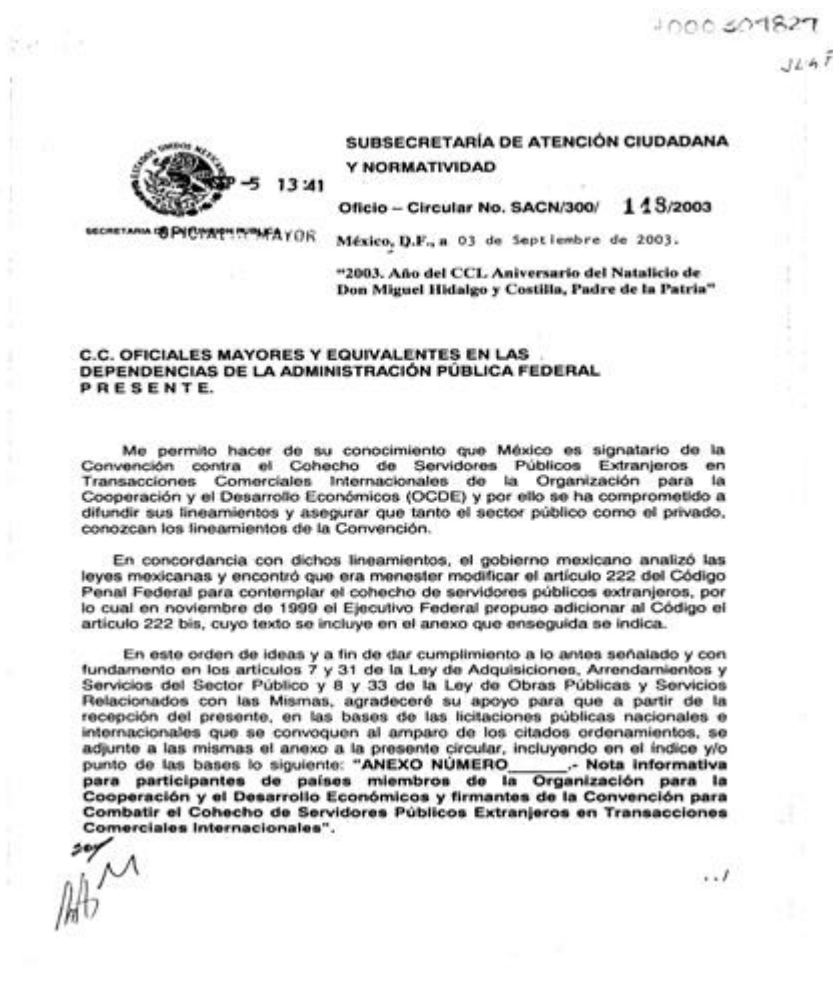 SUBSECRETARÍA DE ATENCIÓN CIUDADANA
Y NORMATIVIDAD
-5 13:41
Oficio – Circular No. SACN/300/ 148/2003
SECRETARIA
OFICIALIA MAYOR
México, D.F., a 03 de Septiembre de 2003.
"2003. Año del CCL Aniversario del Natalicio de
Don Miguel Hidalgo y Costilla, Padre de la Patria"
C.C. OFICIALES MAYORES Y EQUIVALENTES EN LAS
DEPENDENCIAS DE LA ADMINISTRACIÓN PÚBLICA FEDERAL
P R E S E N T E.
Me permito hacer de su conocimiento que México es signatario de la
Convención contra el Cohecho de Servidores Públicos Extranjeros en
Transacciones Comerciales Internacionales de la Organización para la
Cooperación y el Desarrollo Económicos (OCDE) y por ello se ha comprometido a
difundir sus lineamientos y asegurar que tanto el sector público como el privado,
conozcan los lineamientos de la Convención.
En concordancia con dichos lineamientos, el gobierno mexicano analizó las
leyes mexicanas y encontró que era menester modificar el artículo 222 del Código
Penal Federal para contemplar el cohecho de servidores públicos extranjeros, por
lo cual en noviembre de 1999 el Ejecutivo Federal propuso adicionar al Código el
artículo 222 bis, cuyo texto se incluye en el anexo que enseguida se indica.
En este orden de ideas y a fin de dar cumplimiento a lo antes señalado y con
fundamento en los artículos 7 y 31 de la Ley de Adquisiciones, Arrendamientos y
Servicios del Sector Público y 8 y 33 de la Ley de Obras Públicas y Servicios
Relacionados con las Mismas, agradeceré su apoyo para que a partir de la
recepción del presente, en las bases de las licitaciones públicas nacionales e
internacionales que se convoquen al amparo de los citados ordenamientos, se
adjunte a las mismas el anexo a la presente circular, incluyendo en el índice y/o
punto de las bases lo siguiente: "ANEXO NÚMERO______.- Nota informativa
para participantes de países miembros de la Organización para la
Cooperación y el Desarrollo Económicos y firmantes de la Convención para
Combatir el Cohecho de Servidores Públicos Extranjeros en Transacciones
Comerciales Internacionales".
../